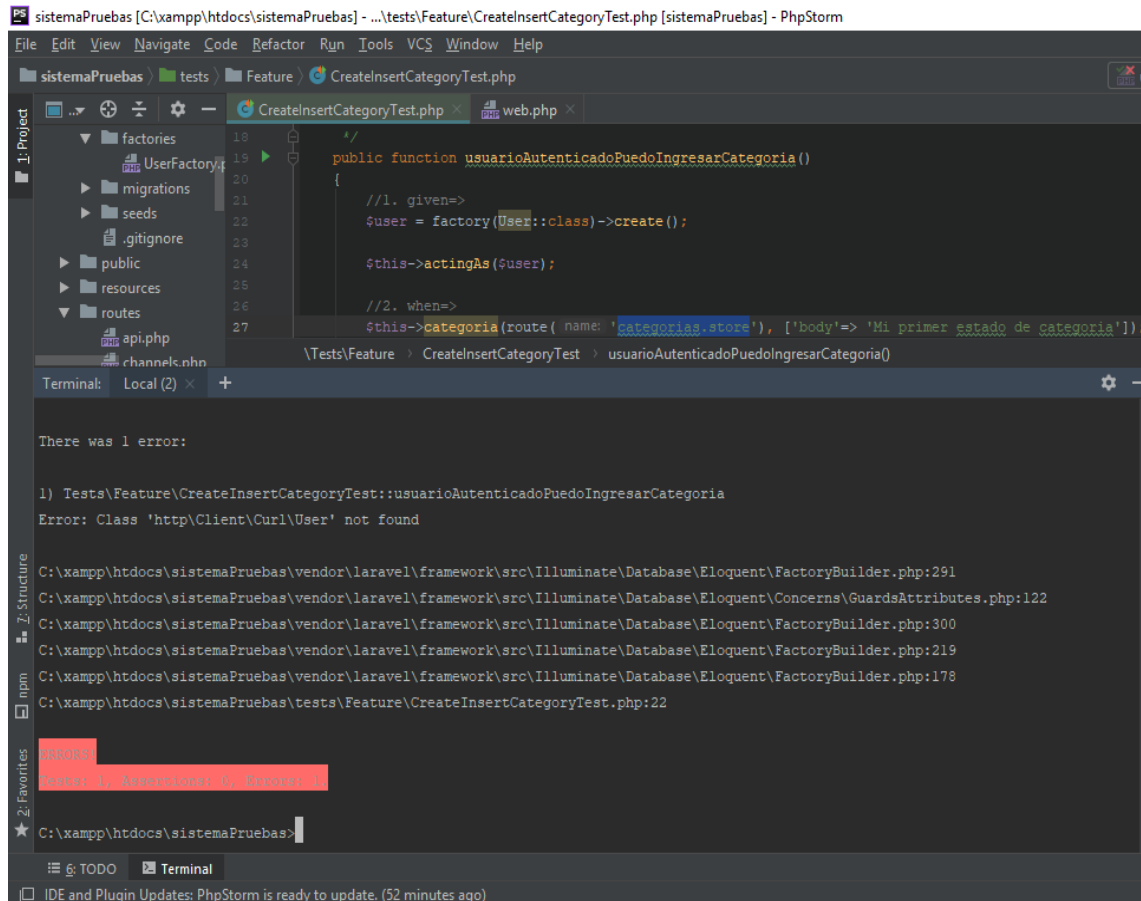 PS sistemaPruebas [C:\xampp\htdocs\sistemaPruebas] - ...\tests\Feature\CreateInsertCategoryTest.php [sistemaPruebas] - PhpStorm
File Edit View Navigate Code Refactor Run Tools VCS Window Help
sistemaPruebas tests Feature CreateInsertCategoryTest.php
CreateInsertCategoryTest.php web.php
1: Project
factories
UserFactory.p
migrations
seeds
.gitignore
public
resources
routes
api.php
channels.php
18 */
19 public function usuarioAutenticadoPuedoIngresarCategoria()
20 {
21 //1. given=>
22 $user = factory(User::class)->create();
23
24 $this->actingAs($user);
25
26 //2. when=>
27 $this->categoria(route( name: 'categorias.store'), ['body'=> 'Mi primer estado de categoria'])
\Tests\Feature › CreateInsertCategoryTest › usuarioAutenticadoPuedoIngresarCategoria()
Terminal: Local (2) × +
There was 1 error:
1) Tests\Feature\CreateInsertCategoryTest::usuarioAutenticadoPuedoIngresarCategoria
Error: Class 'http\Client\Curl\User' not found
C:\xampp\htdocs\sistemaPruebas\vendor\laravel\framework\src\Illuminate\Database\Eloquent\FactoryBuilder.php:291
C:\xampp\htdocs\sistemaPruebas\vendor\laravel\framework\src\Illuminate\Database\Eloquent\Concerns\GuardsAttributes.php:122
C:\xampp\htdocs\sistemaPruebas\vendor\laravel\framework\src\Illuminate\Database\Eloquent\FactoryBuilder.php:300
C:\xampp\htdocs\sistemaPruebas\vendor\laravel\framework\src\Illuminate\Database\Eloquent\FactoryBuilder.php:219
C:\xampp\htdocs\sistemaPruebas\vendor\laravel\framework\src\Illuminate\Database\Eloquent\FactoryBuilder.php:178
C:\xampp\htdocs\sistemaPruebas\tests\Feature\CreateInsertCategoryTest.php:22
ERRORS!
Tests: 1, Assertions: 0, Errors: 1.
C:\xampp\htdocs\sistemaPruebas>
7: Structure
npm
2: Favorites
6: TODO Terminal
IDE and Plugin Updates: PhpStorm is ready to update. (52 minutes ago)